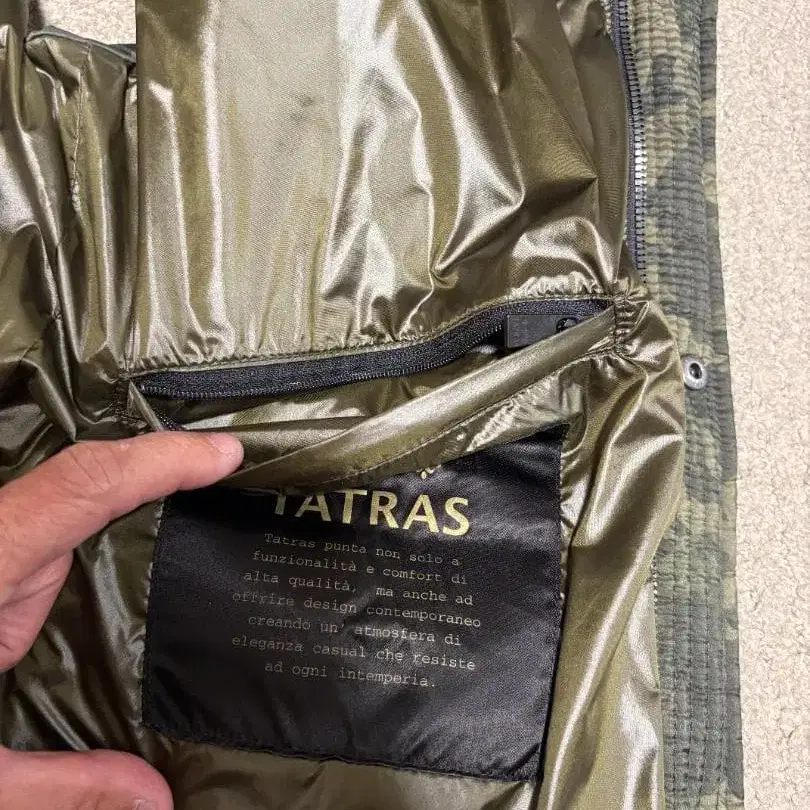 TATRAS
Tatras punta non solo a
funzionalità e comfort di
alta qualità, ma anche ad
offrire design contemporaneo
creando un' atmosfera di
eleganza casual che resiste
ad ogni intemperia.